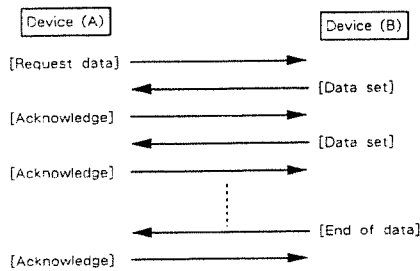 Device (A) Device (B)
[Request data]
[Data set]
[Acknowledge]
[Data set]
[Acknowledge]
[End of data]
[Acknowledge]